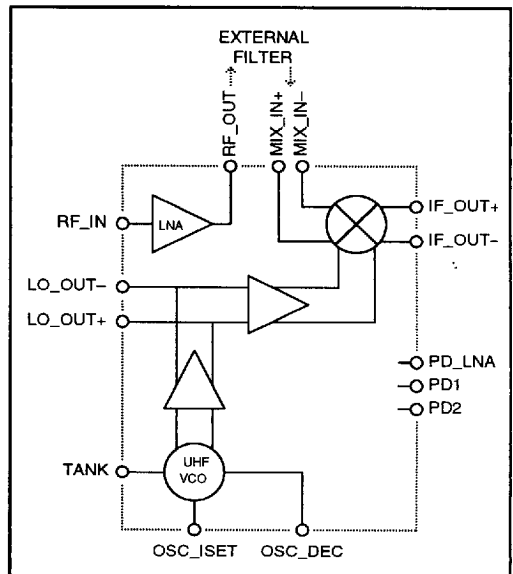 EXTERNAL
FILTER
RF_OUT
MIX_IN+
MIX_IN-
RF_IN
LNA
IF_OUT+
IF_OUT-
LO_OUT-
LO_OUT+
PD_LNA
PD1
PD2
TANK
UHF
VCO
OSC_ISET
OSC_DEC